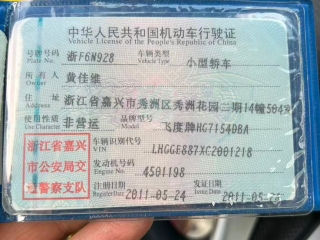 中华人民共和国机动车行驶证
Vehicle License of the People's Republic of China
号牌号码 浙F6N928 车辆类型 小型轿车
Plate No. Vehicle Type
所有人 黄佳维
Owner
住址 浙江省嘉兴市秀洲区秀洲花园二期14幢504室
Address
使用性质 非营运 品牌型号 飞度牌HG7154DBA
Use Character Model
浙江省嘉兴
市公安局交
通警察支队
车辆识别代号 LHGGE887XC2001218
VIN
发动机号码 4501198
Engine No.
注册日期 2011-05-24 发证日期 2011-05-26
Register Date Issue Date